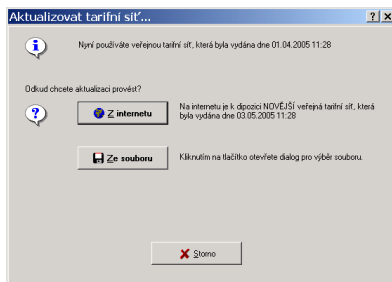 Aktualizovat tarifní síť...
Nyní používáte veřejnou tarifní síť, která byla vydána dne 01.04.2005 11:28
Odkud chcete aktualizaci provést?
Z internetu
Na internetu je k dipozici NOVĚJŠÍ veřejná tarifní síť, která
byla vydána dne 03.05.2005 11:28
Ze souboru
Kliknutím na tlačítko otevřete dialog pro výběr souboru.
Storno